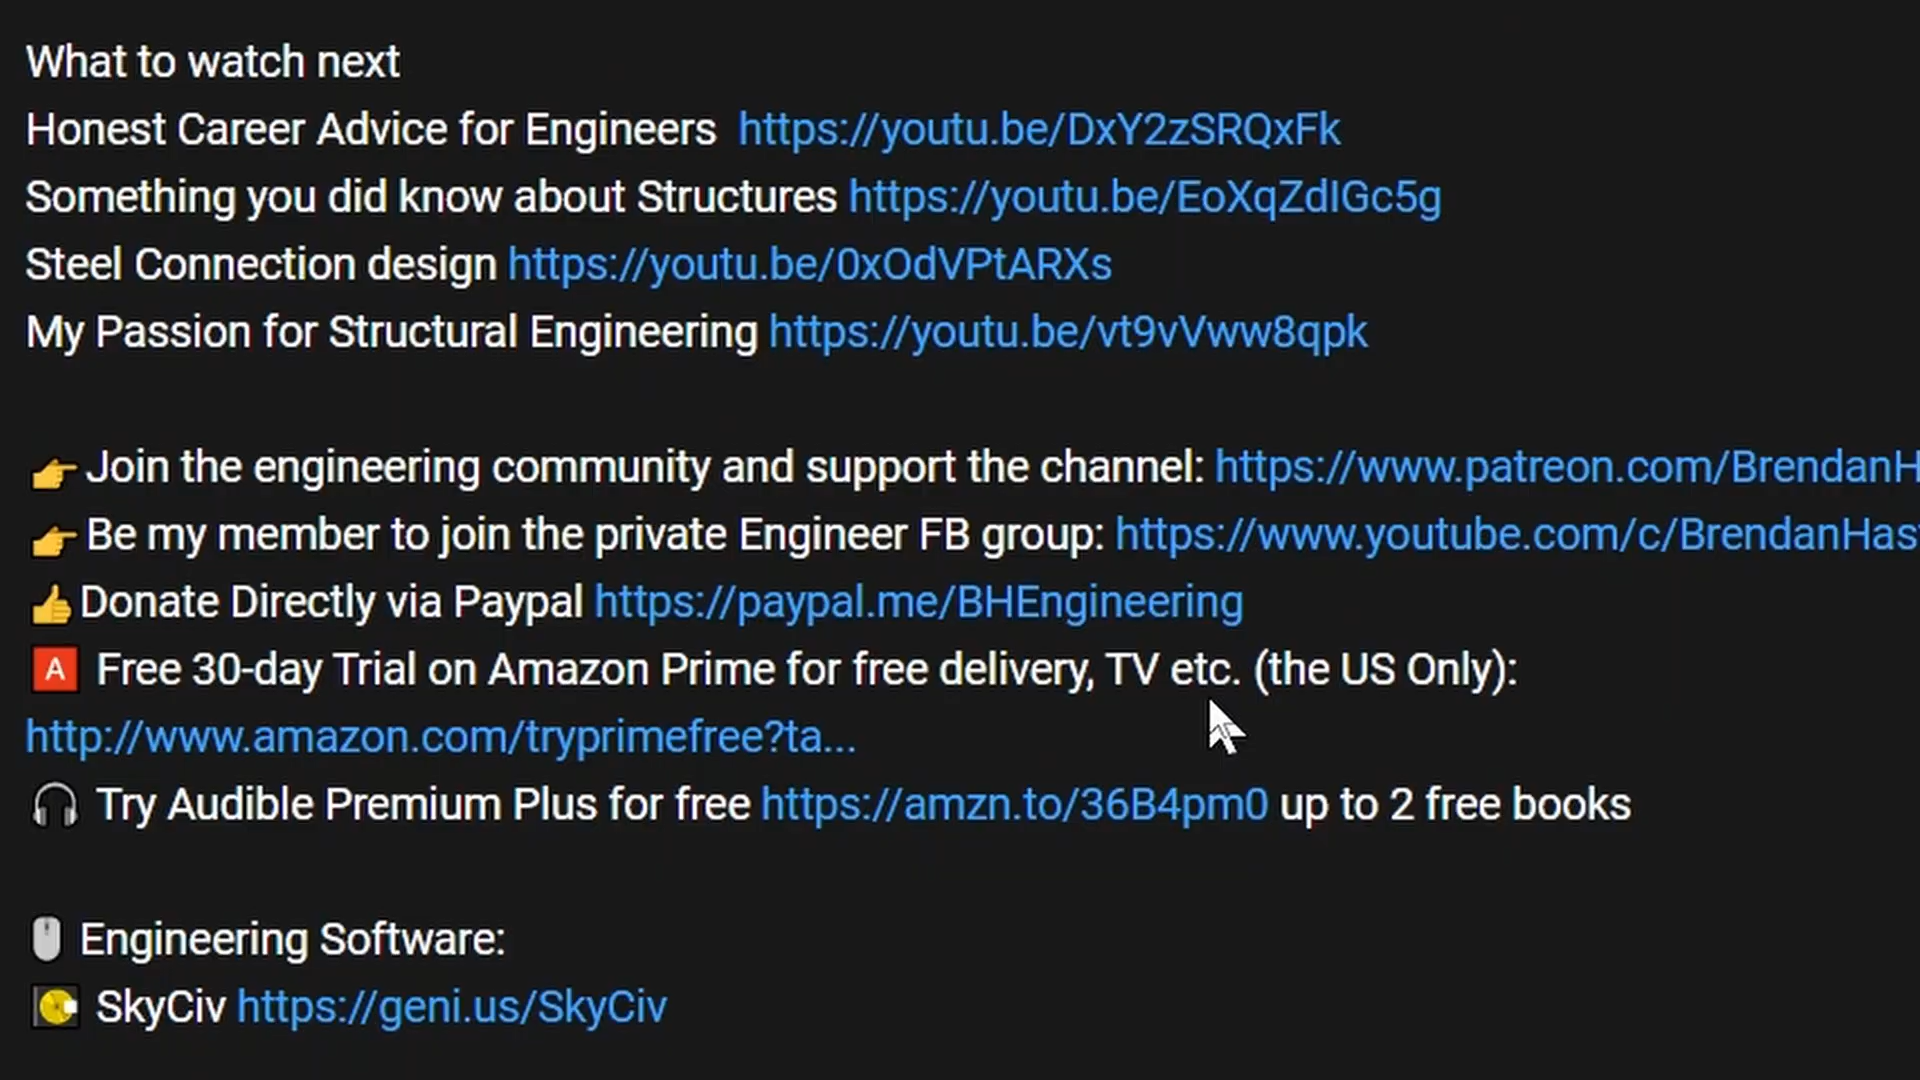 What to watch next
Honest Career Advice for Engineers https://youtu.be/DxY2zSRQxFk
Something you did know about Structures https://youtu.be/EoXqZdIGc5g
Steel Connection design https://youtu.be/0xOdVPtARXs
My Passion for Structural Engineering https://youtu.be/vt9vVww8qpk
👉Join the engineering community and support the channel: https://www.patreon.com/BrendanH
👉Be my member to join the private Engineer FB group: https://www.youtube.com/c/BrendanHas
👍Donate Directly via Paypal https://paypal.me/BHEngineering
🅰 Free 30-day Trial on Amazon Prime for free delivery, TV etc. (the US Only):
http://www.amazon.com/tryprimefree?ta...
🎧 Try Audible Premium Plus for free https://amzn.to/36B4pm0 up to 2 free books
🖱 Engineering Software:
💽 SkyCiv https://geni.us/SkyCiv